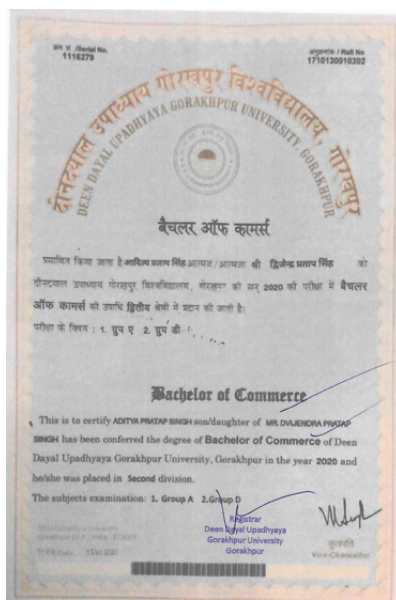 क्रम सं. /Serial No.
1116279
अनुक्रमांक / Roll No
1710130010202
दीनदयाल उपाध्याय गोरखपुर विश्वविद्यालय, गोरखपुर
DEEN DAYAL UPADHYAYA GORAKHPUR UNIVERSITY, GORAKHPUR
बैचलर ऑफ कामर्स
प्रमाणित किया जाता है आदित्य प्रताप सिंह आत्मज/आत्मजा श्री द्विजेन्द्र प्रताप सिंह को
दीनदयाल उपाध्याय गोरखपुर विश्वविद्यालय, गोरखपुर की सन् 2020 की परीक्षा में बैचलर
ऑफ कामर्स की उपाधि द्वितीय श्रेणी में प्रदान की जाती है।
परीक्षा के विषय : 1. ग्रुप ए 2. ग्रुप डी
Bachelor of Commerce
This is to certify ADITYA PRATAP SINGH son/daughter of MR. DVIJENDRA PRATAP
SINGH has been conferred the degree of Bachelor of Commerce of Deen
Dayal Upadhyaya Gorakhpur University, Gorakhpur in the year 2020 and
he/she was placed in Second division.
The subjects examination: 1. Group A 2.Group D
Registrar
Deen Dayal Upadhyaya
Gorakhpur University
Gorakhpur
कुलपति
Vice-Chancellor